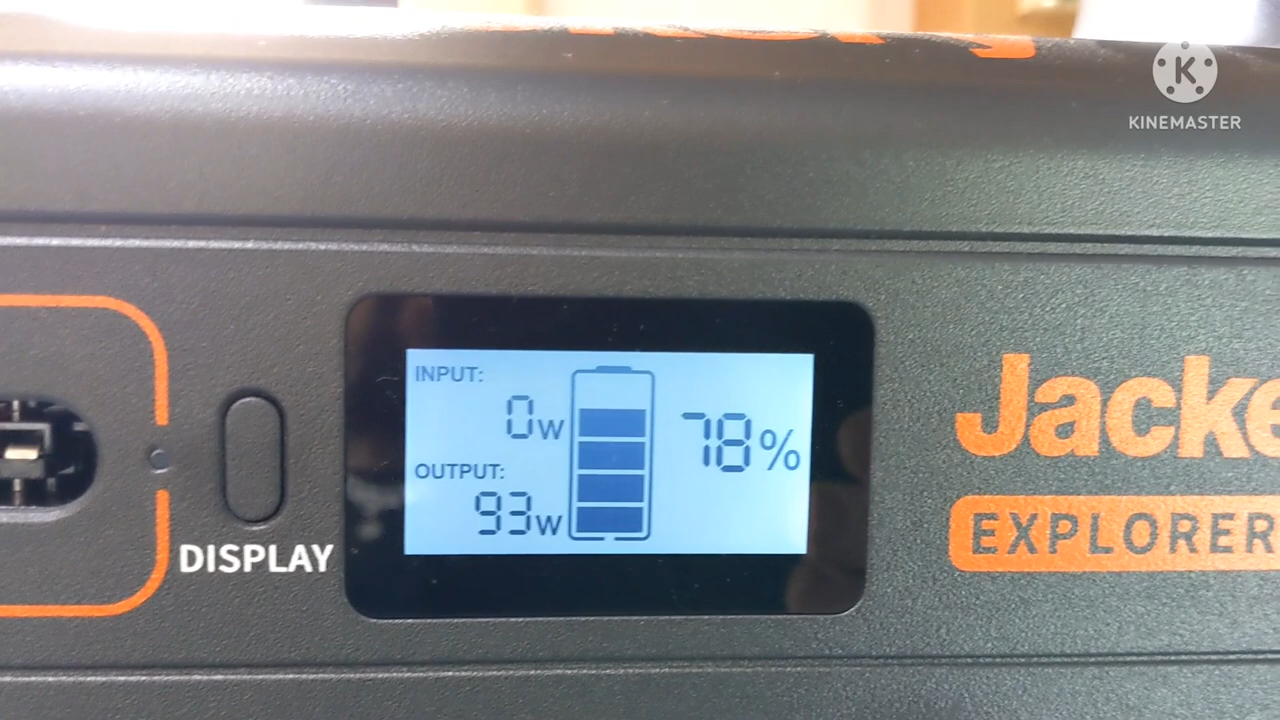 K
KINEMASTER
INPUT:
0W
78%
OUTPUT:
93W
DISPLAY
Jacke
EXPLORER